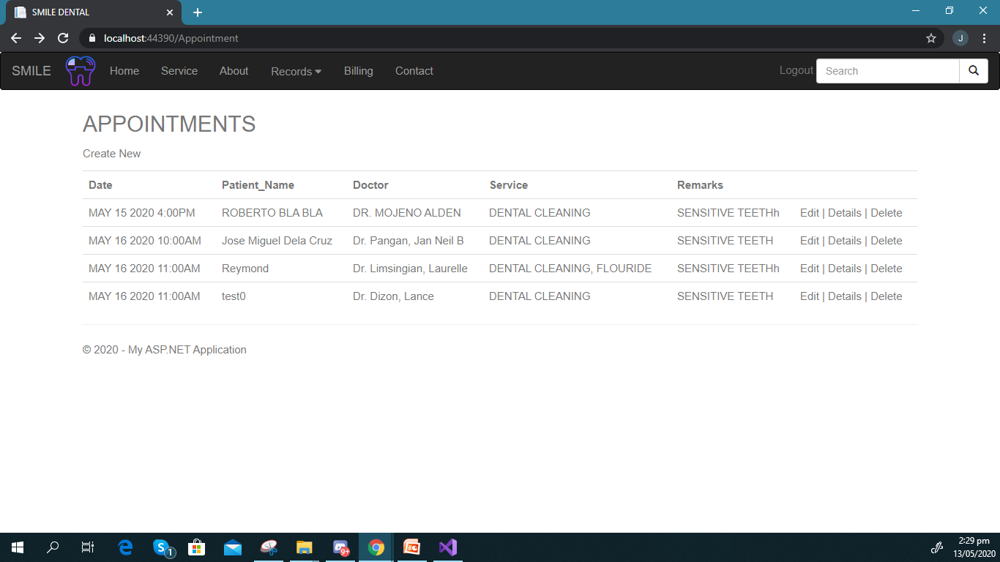 SMILE DENTAL
localhost:44390/Appointment
J
SMILE Home Service About Records Billing Contact Logout Search
APPOINTMENTS
Create New
Date Patient_Name Doctor Service Remarks
MAY 15 2020 4:00PM ROBERTO BLA BLA DR. MOJENO ALDEN DENTAL CLEANING SENSITIVE TEETHh Edit | Details | Delete
MAY 16 2020 10:00AM Jose Miguel Dela Cruz Dr. Pangan, Jan Neil B DENTAL CLEANING SENSITIVE TEETH Edit | Details | Delete
MAY 16 2020 11:00AM Reymond Dr. Limsingian, Laurelle DENTAL CLEANING, FLOURIDE SENSITIVE TEETHh Edit | Details | Delete
MAY 16 2020 11:00AM test0 Dr. Dizon, Lance DENTAL CLEANING SENSITIVE TEETH Edit | Details | Delete
© 2020 - My ASP.NET Application
1 9+ 2:29 pm
13/05/2020